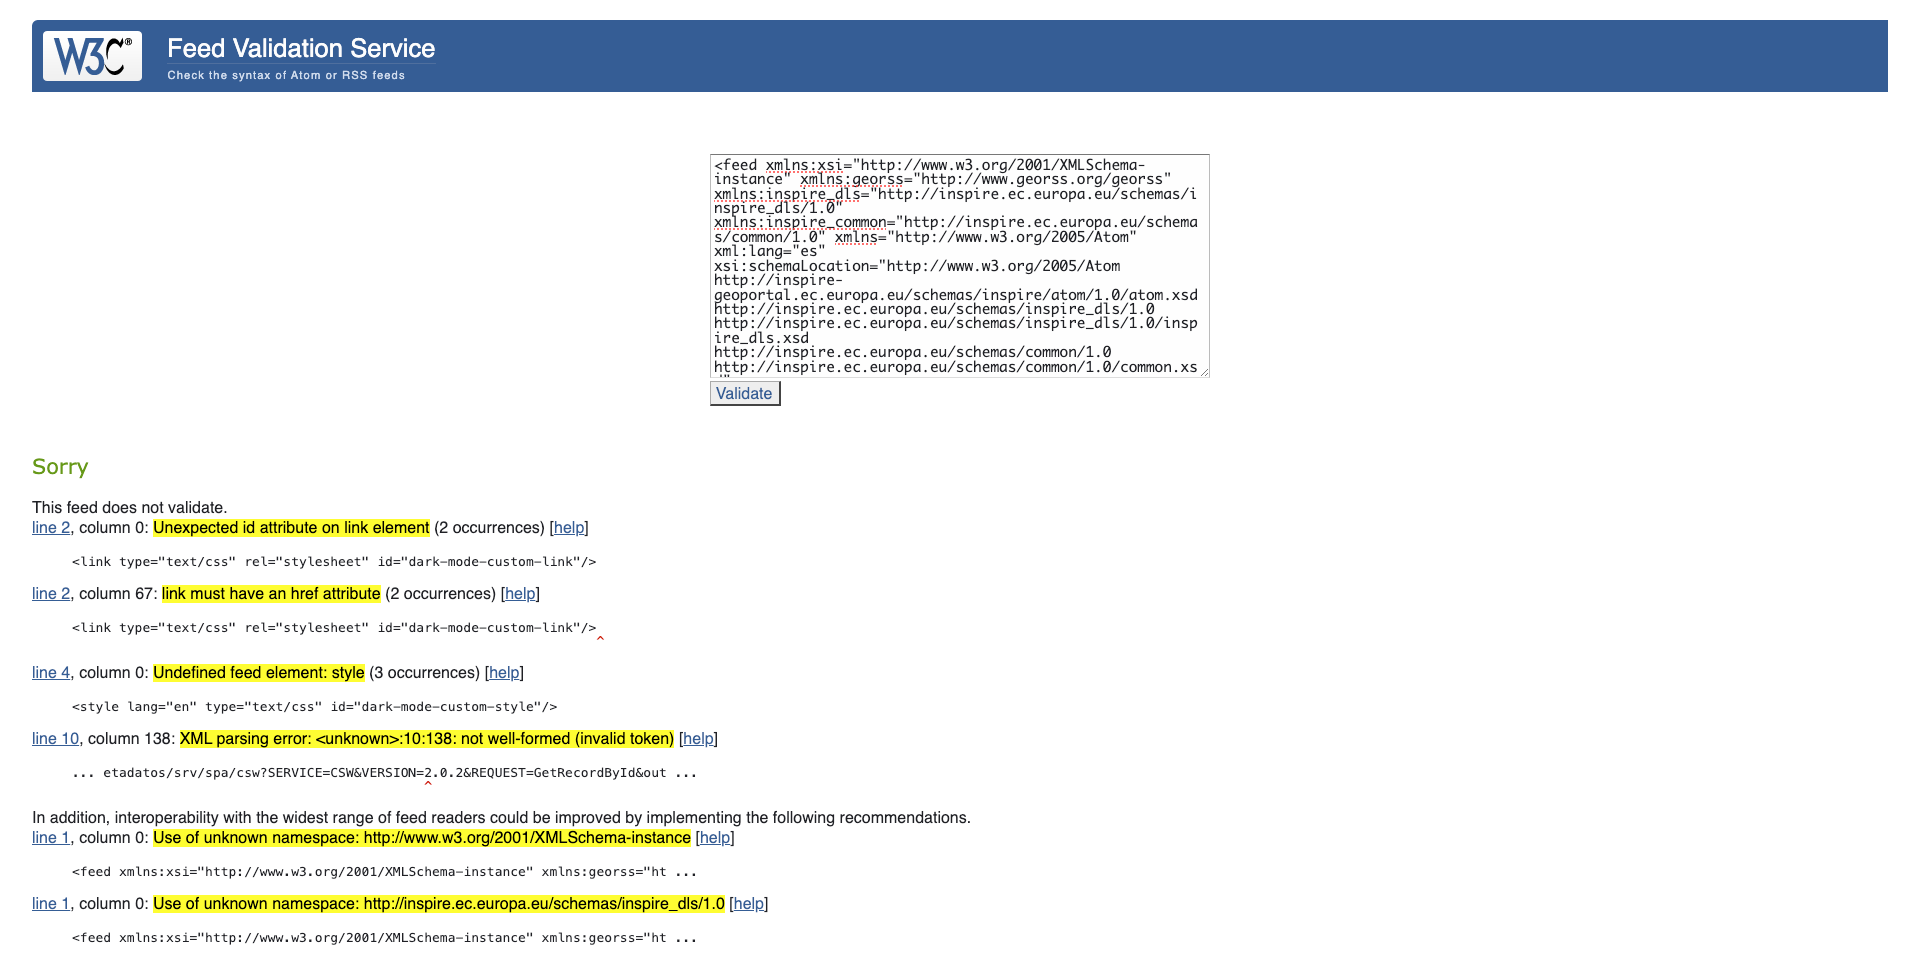 W3C®
Feed Validation Service
Check the syntax of Atom or RSS feeds
<feed xmlns:xsi="http://www.w3.org/2001/XMLSchema-
instance" xmlns:georss="http://www.georss.org/georss"
xmlns:inspire_dls="http://inspire.ec.europa.eu/schemas/i
nspire_dls/1.0"
xmlns:inspire_common="http://inspire.ec.europa.eu/schema
s/common/1.0" xmlns="http://www.w3.org/2005/Atom"
xml:lang="es"
xsi:schemaLocation="http://www.w3.org/2005/Atom
http://inspire-
geoportal.ec.europa.eu/schemas/inspire/atom/1.0/atom.xsd
http://inspire.ec.europa.eu/schemas/inspire_dls/1.0
http://inspire.ec.europa.eu/schemas/inspire_dls/1.0/insp
ire_dls.xsd
http://inspire.ec.europa.eu/schemas/common/1.0
http://inspire.ec.europa.eu/schemas/common/1.0/common.xs
Validate
Sorry
This feed does not validate.
line 2, column 0: Unexpected id attribute on link element (2 occurrences) [help]
<link type="text/css" rel="stylesheet" id="dark-mode-custom-link"/>
line 2, column 67: link must have an href attribute (2 occurrences) [help]
<link type="text/css" rel="stylesheet" id="dark-mode-custom-link"/>
^
line 4, column 0: Undefined feed element: style (3 occurrences) [help]
<style lang="en" type="text/css" id="dark-mode-custom-style"/>
line 10, column 138: XML parsing error: <unknown>:10:138: not well-formed (invalid token) [help]
... etadatos/srv/spa/csw?SERVICE=CSW&VERSION=2.0.2&REQUEST=GetRecordById&out ...
^
In addition, interoperability with the widest range of feed readers could be improved by implementing the following recommendations.
line 1, column 0: Use of unknown namespace: http://www.w3.org/2001/XMLSchema-instance [help]
<feed xmlns:xsi="http://www.w3.org/2001/XMLSchema-instance" xmlns:georss="ht ...
line 1, column 0: Use of unknown namespace: http://inspire.ec.europa.eu/schemas/inspire_dls/1.0 [help]
<feed xmlns:xsi="http://www.w3.org/2001/XMLSchema-instance" xmlns:georss="ht ...